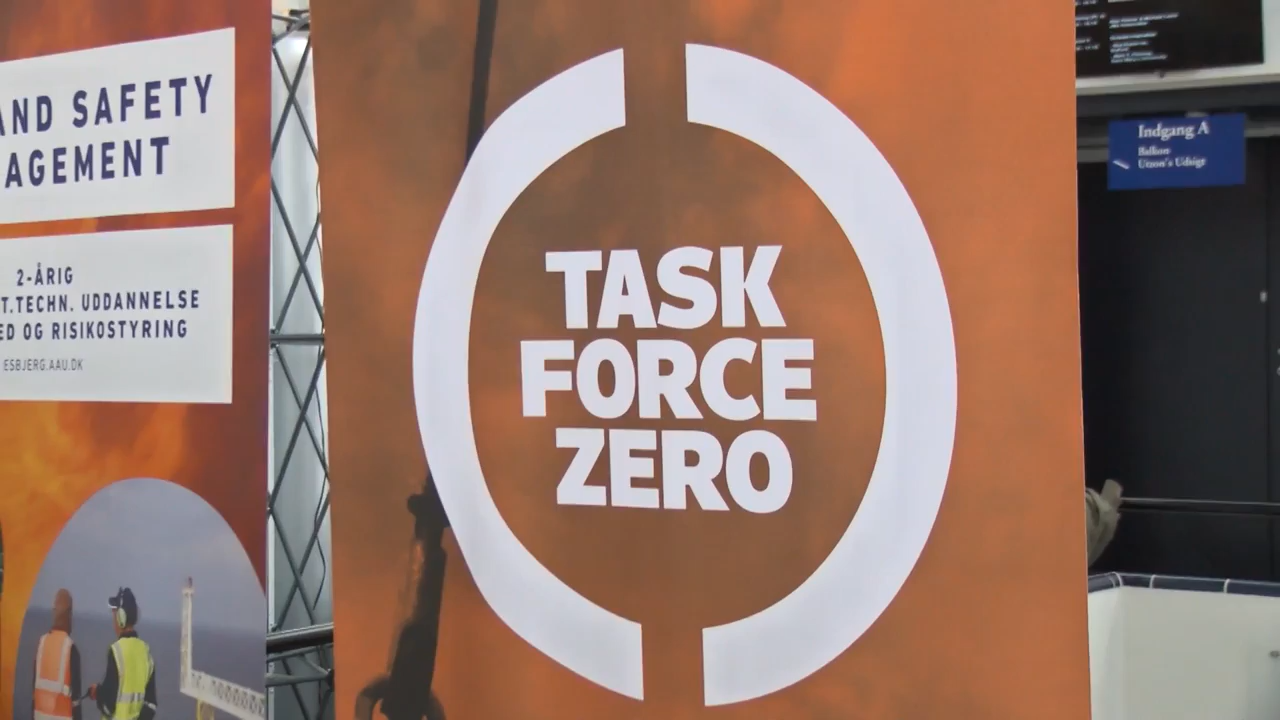 AND SAFETY
AGEMENT
2-ÅRIG
T.TECHN. UDDANNELSE
ED OG RISIKOSTYRING
ESBJERG.AAU.DK
TASK
FORCE
ZERO
Indgang A
Balkon
Utzon's Udsigt